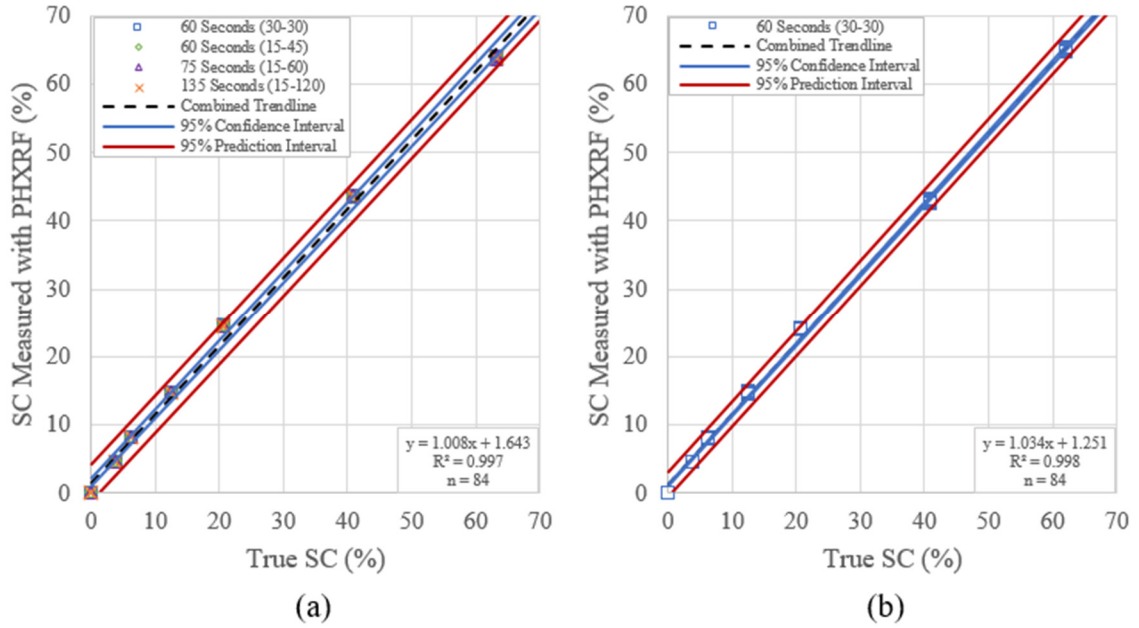 SC Measured with PHXRF (%)
70
60
50
40
30
20
10
0
60 Seconds (30-30)
60 Seconds (15-45)
75 Seconds (15-60)
135 Seconds (15-120)
Combined Trendline
95% Confidence Interval
95% Prediction Interval
y = 1.008x + 1.643
R² = 0.997
n = 84
0 10 20 30 40 50 60 70
True SC (%)
(a)
SC Measured with PHXRF (%)
70
60
50
40
30
20
10
0
60 Seconds (30-30)
Combined Trendline
95% Confidence Interval
95% Prediction Interval
y = 1.034x + 1.251
R² = 0.998
n = 84
0 10 20 30 40 50 60 70
True SC (%)
(b)